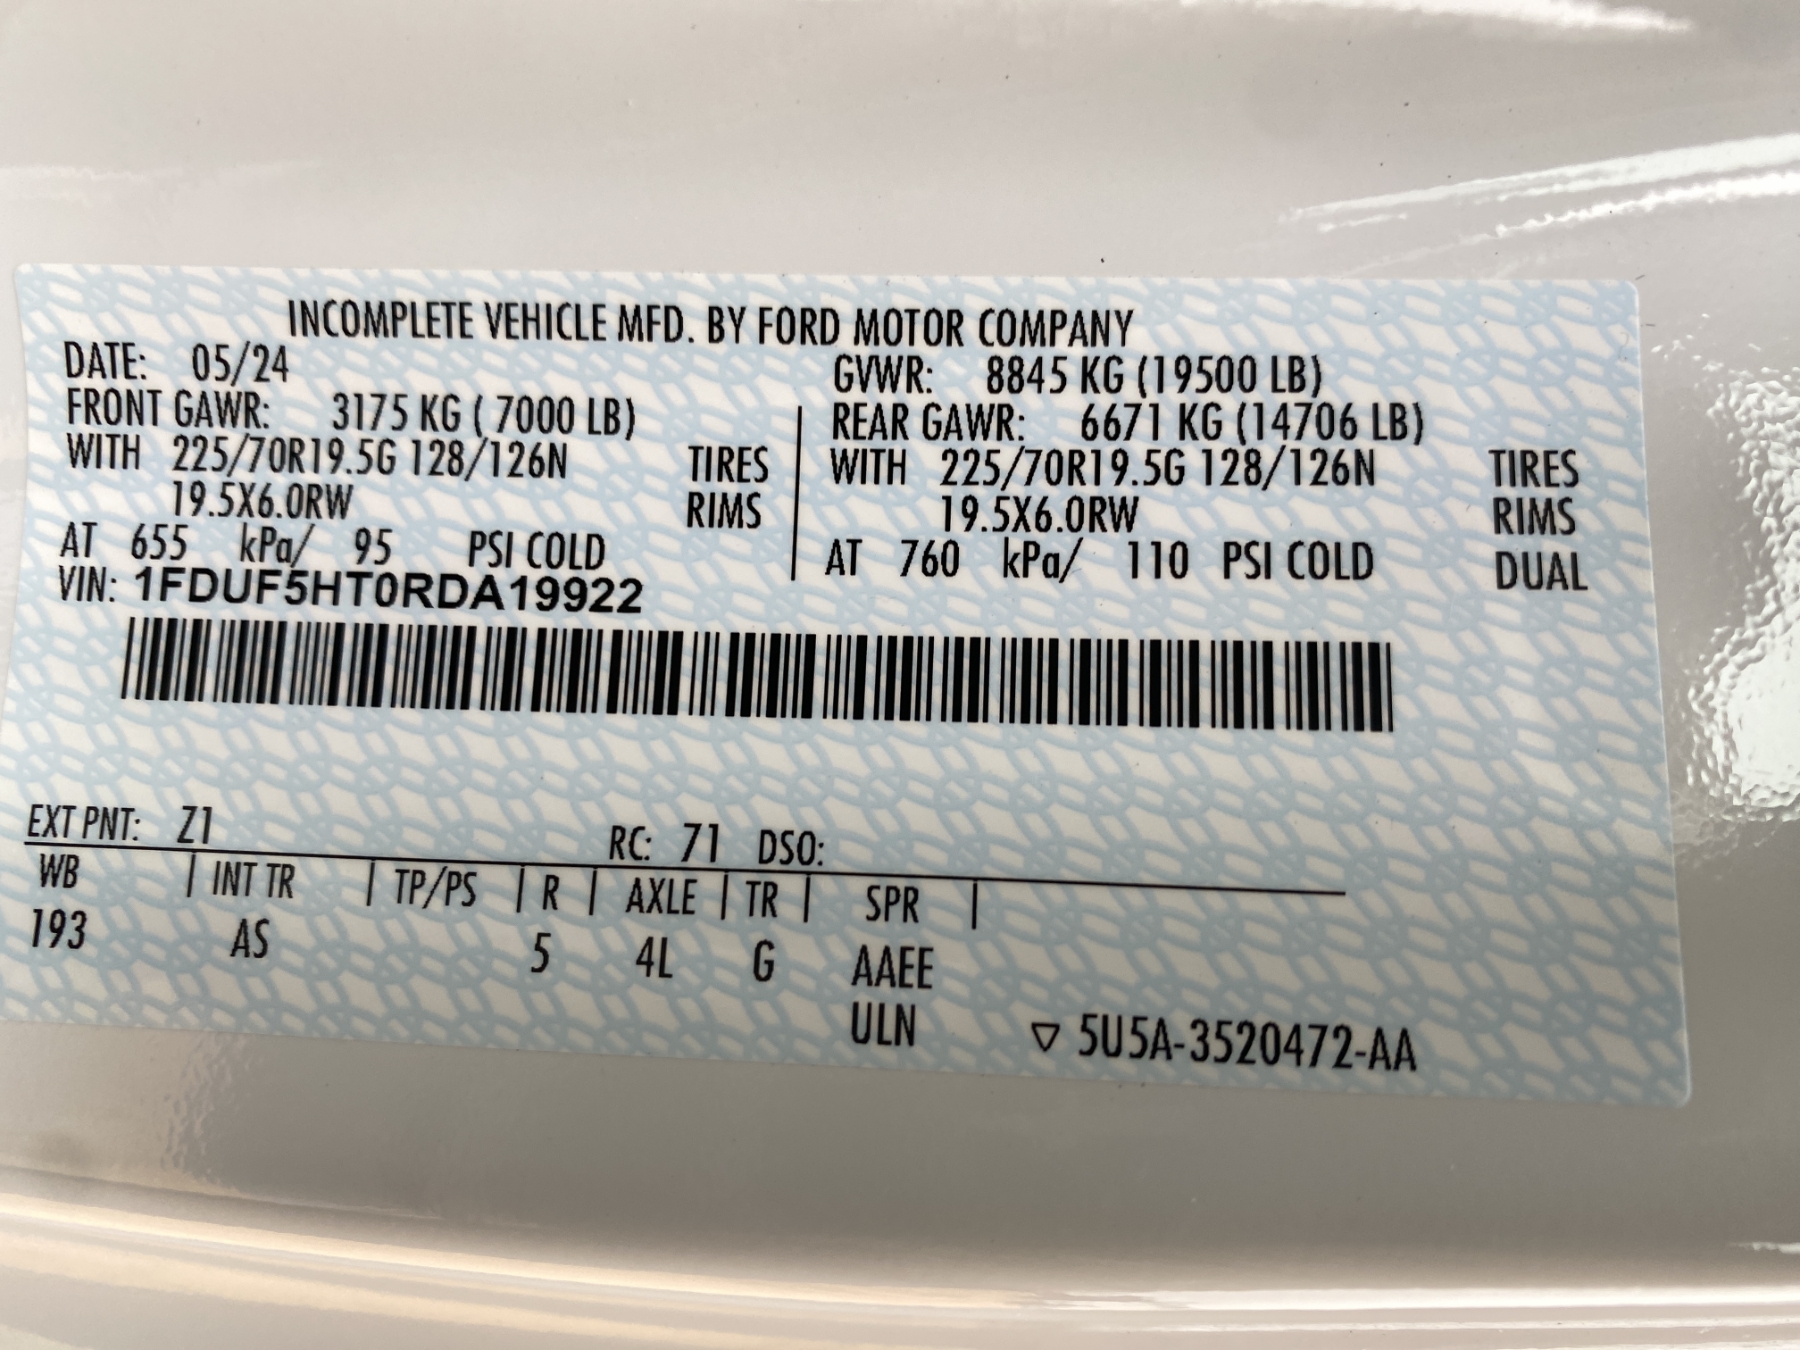 INCOMPLETE VEHICLE MFD. BY FORD MOTOR COMPANY
DATE: 05/24 GVWR: 8845 KG (19500 LB)
FRONT GAWR: 3175 KG ( 7000 LB) REAR GAWR: 6671 KG (14706 LB)
WITH 225/70R19.5G 128/126N TIRES WITH 225/70R19.5G 128/126N TIRES
19.5X6.0RW RIMS 19.5X6.0RW RIMS
AT 655 kPa/ 95 PSI COLD AT 760 kPa/ 110 PSI COLD DUAL
VIN: 1FDUF5HT0RDA19922
EXT PNT: Z1 RC: 71 DSO:
WB | INT TR | TP/PS | R | AXLE | TR | SPR |
193 AS 5 4L G AAEE
ULN ▽ 5U5A-3520472-AA